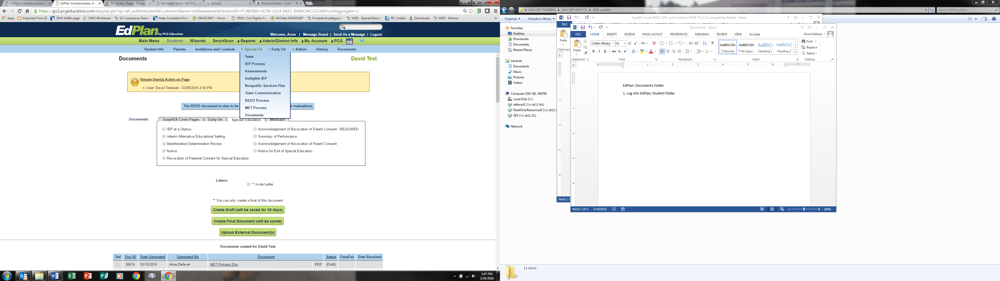 EdPlan (~mishiawassee, A
EdPlan (mishiawassee, An
SE Forms • Page - Shiaw
Microsoft Word - MI ISDs
Google
Pandora Radio - Listen
Anne
https://go2.pcgeducation.com/easyiep.plx?op=alt_authenticated&CustomerName=mishiawassee&SessionID=FC4B5BB3-6C98-1014-8AE1-9946C04CCE23&FromAggregate=1
Apps
Imported From IE
CIMS MAIN page
CIMS Workbook
SE Compliance Stand
State Complaint Findi
GRADS360° - Home
CRDC: Civil Rights Dat
MI Data GRADS360°
Procedural safeguard
MDE - Special Educat
PIC Credits
Downloads
MDE - Memos
EdPlan by PCG Education
Welcome, Anne | Message Board | Send Us a Message | Logout
Main Menu Students Wizards SmartScan Reports Admin/District Info My Account PCG
Student Info Parents Invitations and Contacts Special Ed Early On Admin History Documents
Documents
David Test
Team
IEP Process
Assessments
Ineligible IEP
Nonpublic Services Plan
Team Communication
REED Process
MET Process
Documents
Recent User(s) Active on Page
• User: David Testuser - 03/08/2016 2:56 PM
The REED document is also to be
n evaluations.
Documents:
EasyFAX Cover Pages Early On Special Education Medicaid
IEP at a Glance
Acknowledgement of Revocation of Parent Consent - REQUIRED
Interim Alternative Educational Setting
Summary of Performance
Manifestation Determination Review
Acknowledgement of Revocation of Parent Consent
Notice
Notice for Exit of Special Education
Revocation of Parental Consent for Special Education
Letters:
** Invite Letter
** You can only create a final of this document
Create Draft (will be saved for 30 days)
Create Final Document (will be saved)
Upload External Document(s)
Documents created for David Test
Del Doc ID Date Generated Generated By Document Status EasyFax Date Received
36674 03/15/2016 Anne Defever MET Process Doc PDF (Draft)
1:47 PM
3/24/2016
EASY IEP TRAINING EASY IEP HOW TO 2016 updates
Search 2016 updates
Organize Include in library
Favorites
Desktop
Downloads
Documents
Recent Places
Libraries
Documents
Music
Pictures
Videos
Computer ESD-SEL-N0700
Local Disk (C:)
defever$ (\\s-dc1) (H:)
ReadOnlyResources$ (\\s-dc1) (
SE$ (\\s-dc1) (S:)
Network
11 items
EasyIEP Locate REED, SOP, and Invitation HOW TO (1) [Compatibility Mode] - Word
FILE
Paste
Clipboard
PAGE 1 O
Document1 - Word
FILE HOME INSERT DESIGN PAGE LAYOUT REFERENCES MAILINGS REVIEW VIEW Acrobat
Anne Defever
Paste
Calibri (Body) 11
AaBbCcDc AaBbCcDc AaBbCc AaBbCcD
¶ Normal ¶ No Spac... Heading 1 Heading 2
Find
Replace
Select
Clipboard Font Paragraph Styles Editing
EdPlan: Documents Folder
1. Log into EdPlan; Student folder
PAGE 1 OF 1 9 WORDS
100%